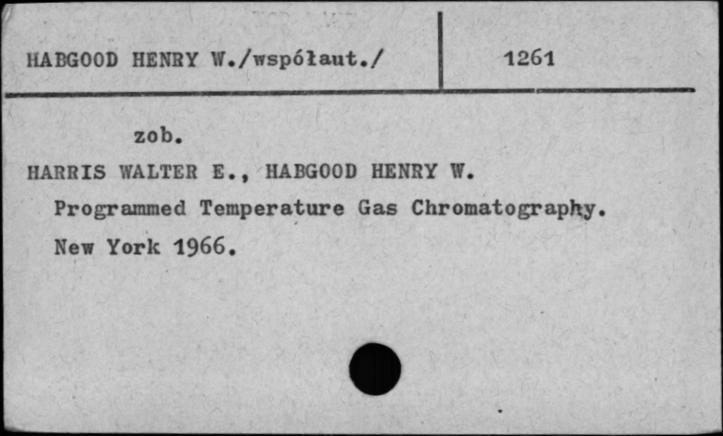 HABGOOD HENRY W./współaut./ 1261
zob.
HARRIS WALTER E., HABGOOD HENRY W.
Programmed Temperature Gas Chromatography.
New York 1966.